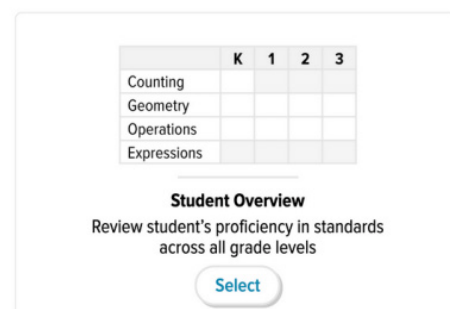 K 1 2 3
Counting
Geometry
Operations
Expressions
Student Overview
Review student's proficiency in standards
across all grade levels
Select